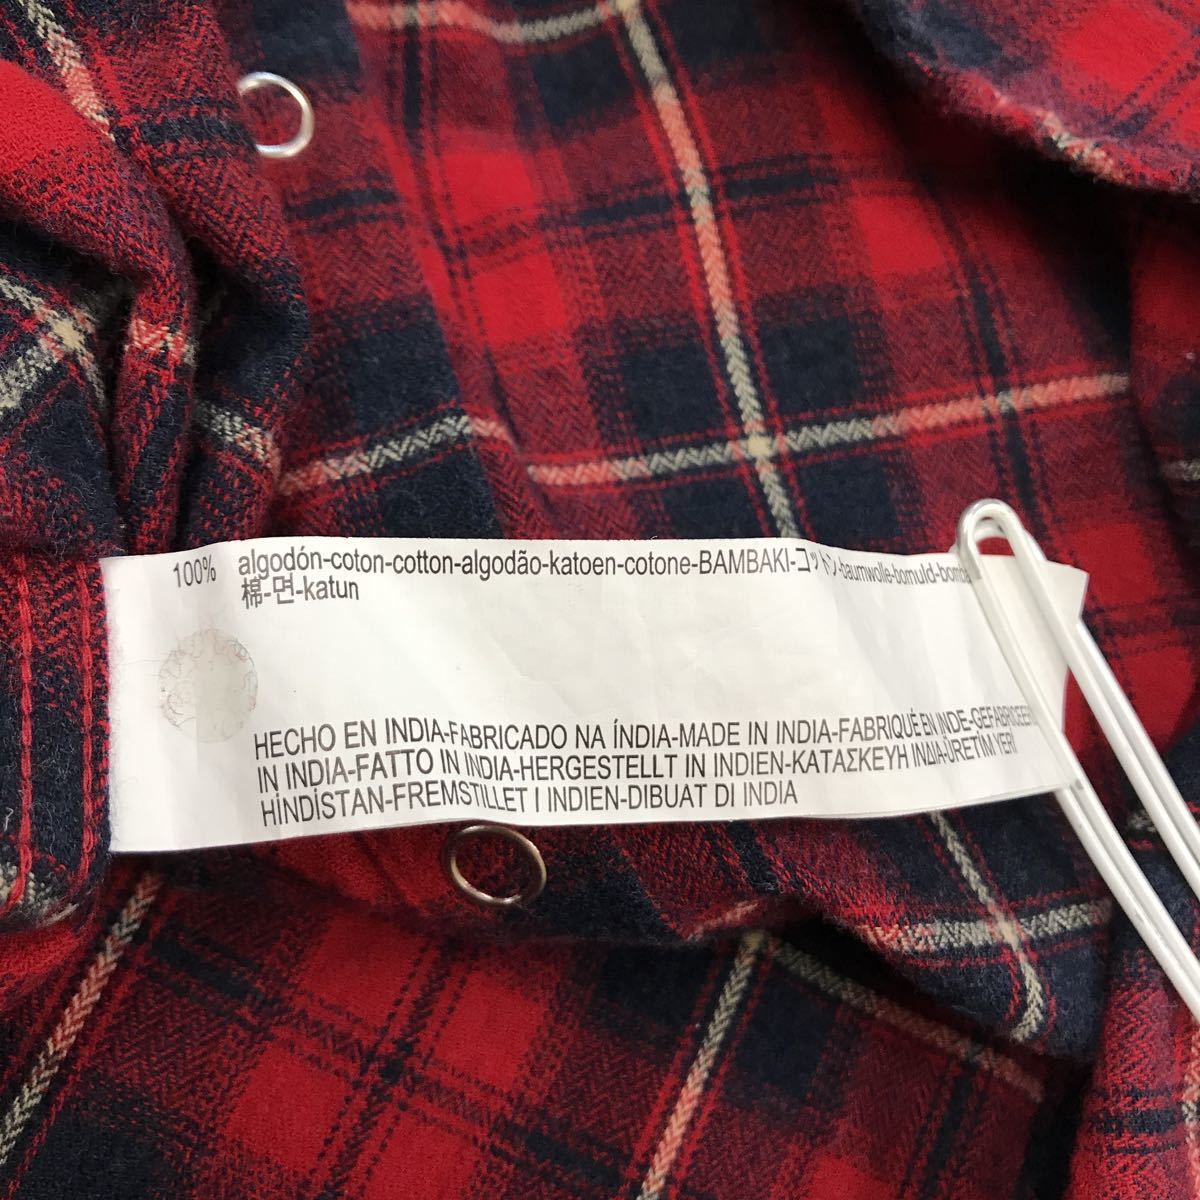 100% algodón-coton-cotton-algodão-katoen-cotone-BAMBAKI-コットン-baumwolle-bomuld-
棉-면-katun
HECHO EN INDIA-FABRICADO NA ÍNDIA-MADE IN INDIA-FABRIQUÉ EN INDE-GEFABRICEERD
IN INDIA-FATTO IN INDIA-HERGESTELLT IN INDIEN-ΚΑΤΑΣΚΕΥΗ ΙΝΔΙΑ-ÜRETIM YERİ
HİNDİSTAN-FREMSTILLET I INDIEN-DIBUAT DI INDIA